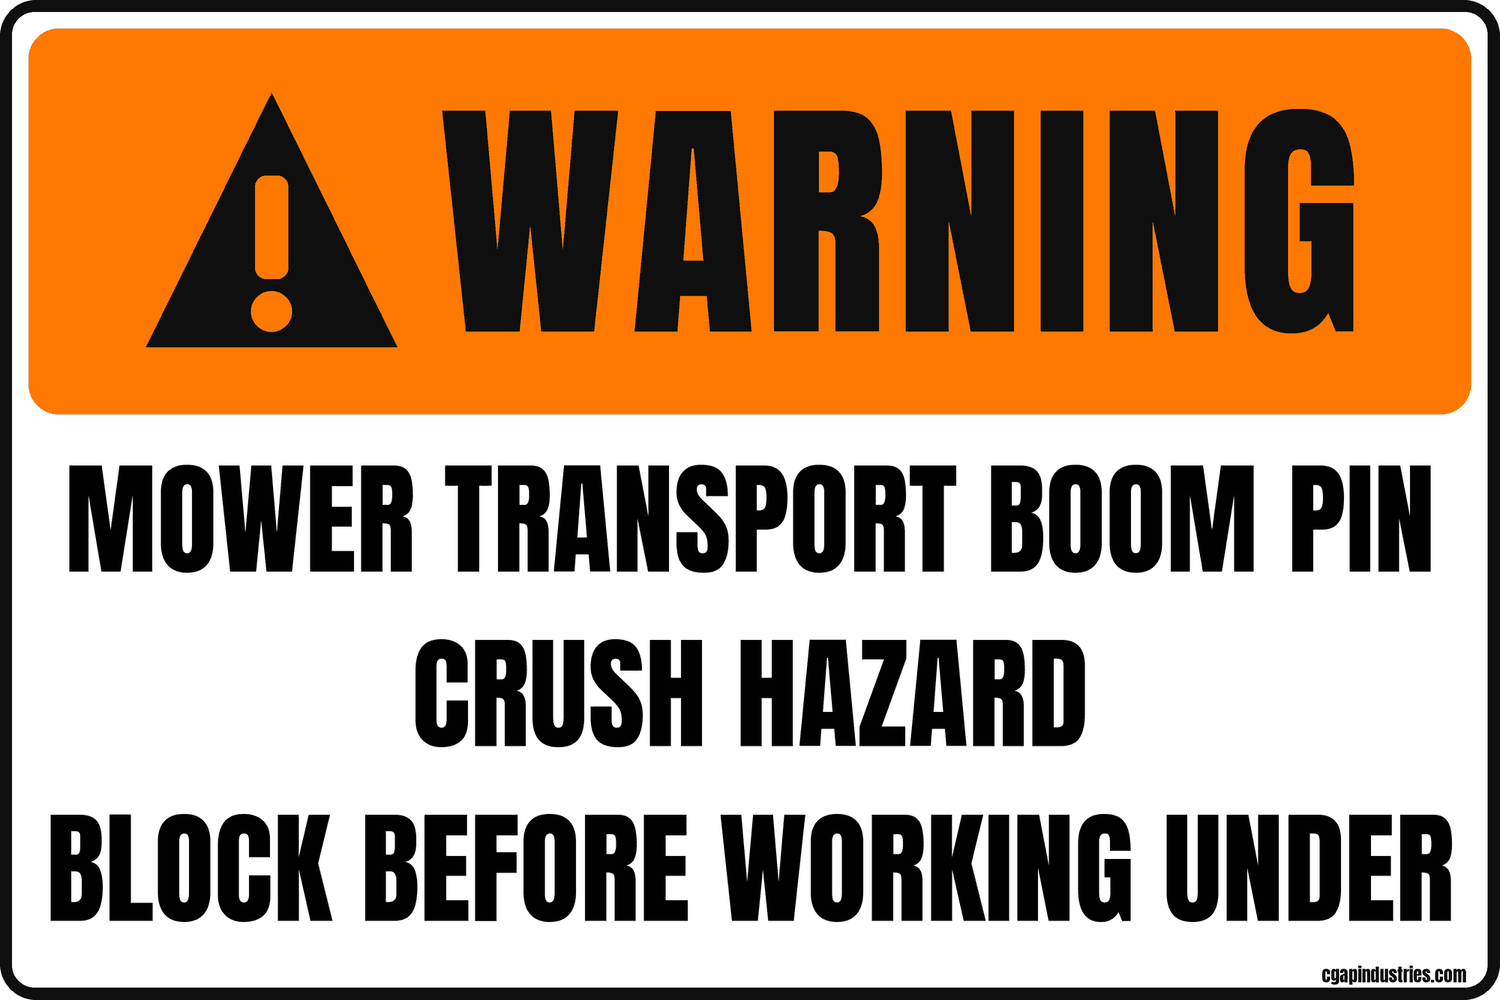 WARNING
MOWER TRANSPORT BOOM PIN
CRUSH HAZARD
BLOCK BEFORE WORKING UNDER
cgapindustries.com